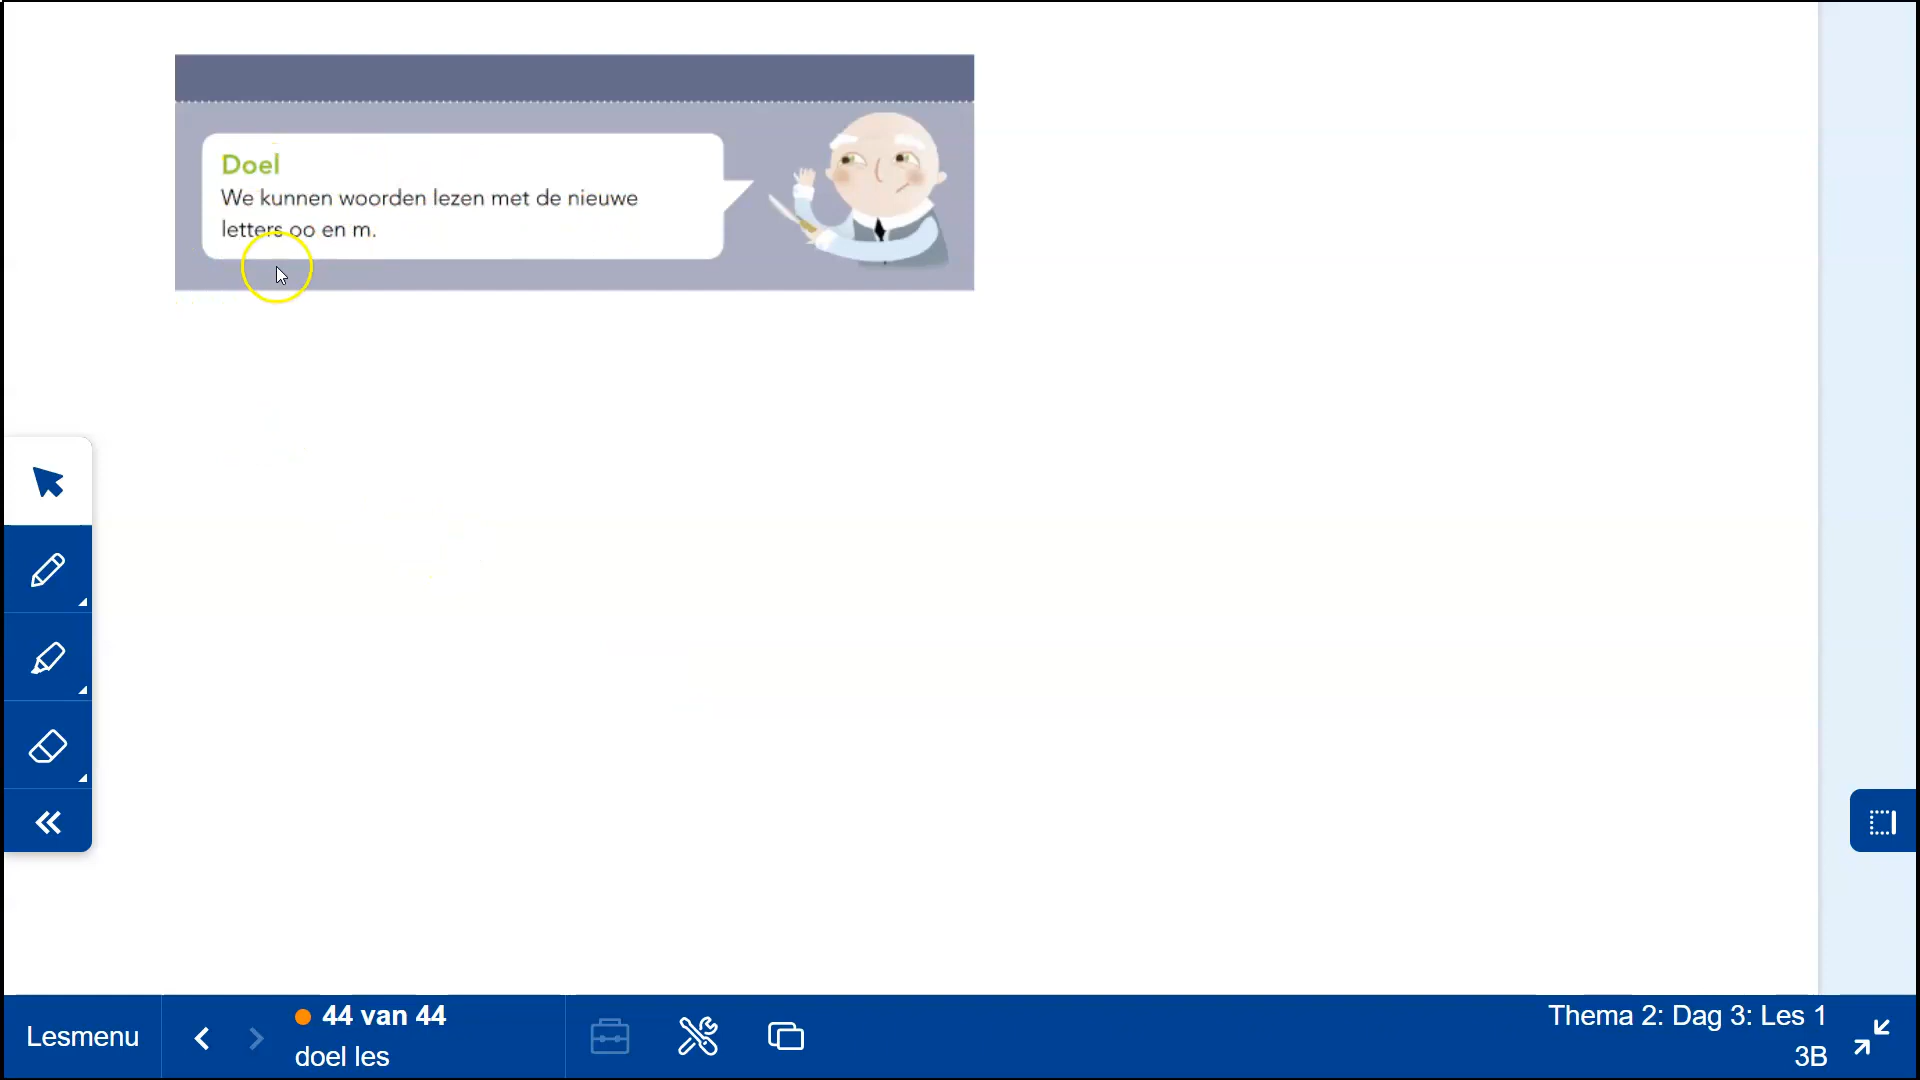 Doel
We kunnen woorden lezen met de nieuwe
letters oo en m.
Lesmenu
44 van 44
doel les
Thema 2: Dag 3: Les 1
3B